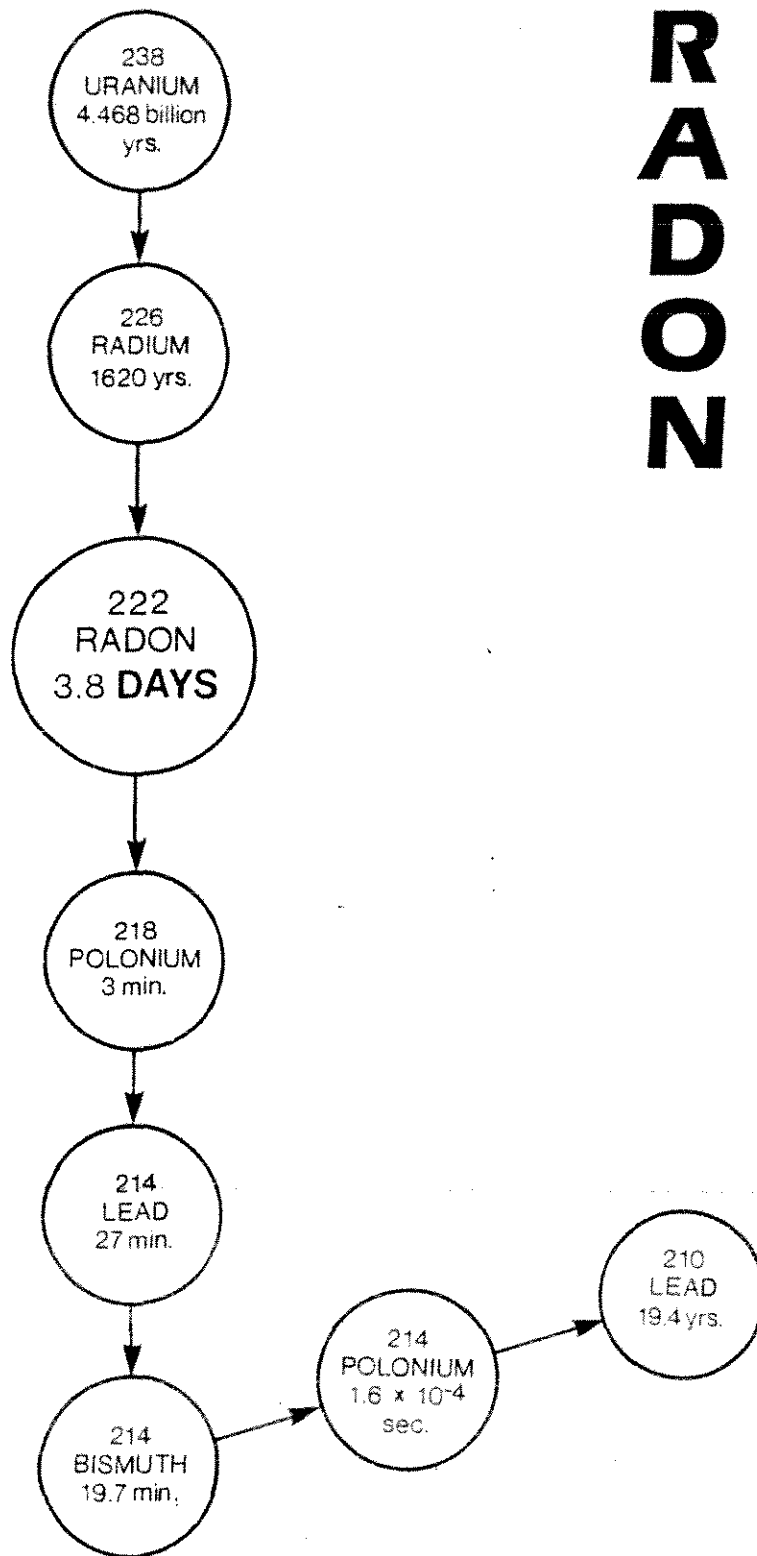 RADON
238
URANIUM
4.468 billion
yrs.
226
RADIUM
1620 yrs.
222
RADON
3.8 DAYS
218
POLONIUM
3 min.
214
LEAD
27 min.
214
BISMUTH
19.7 min.
214
POLONIUM
1.6 x 10⁻⁴
sec.
210
LEAD
19.4 yrs.